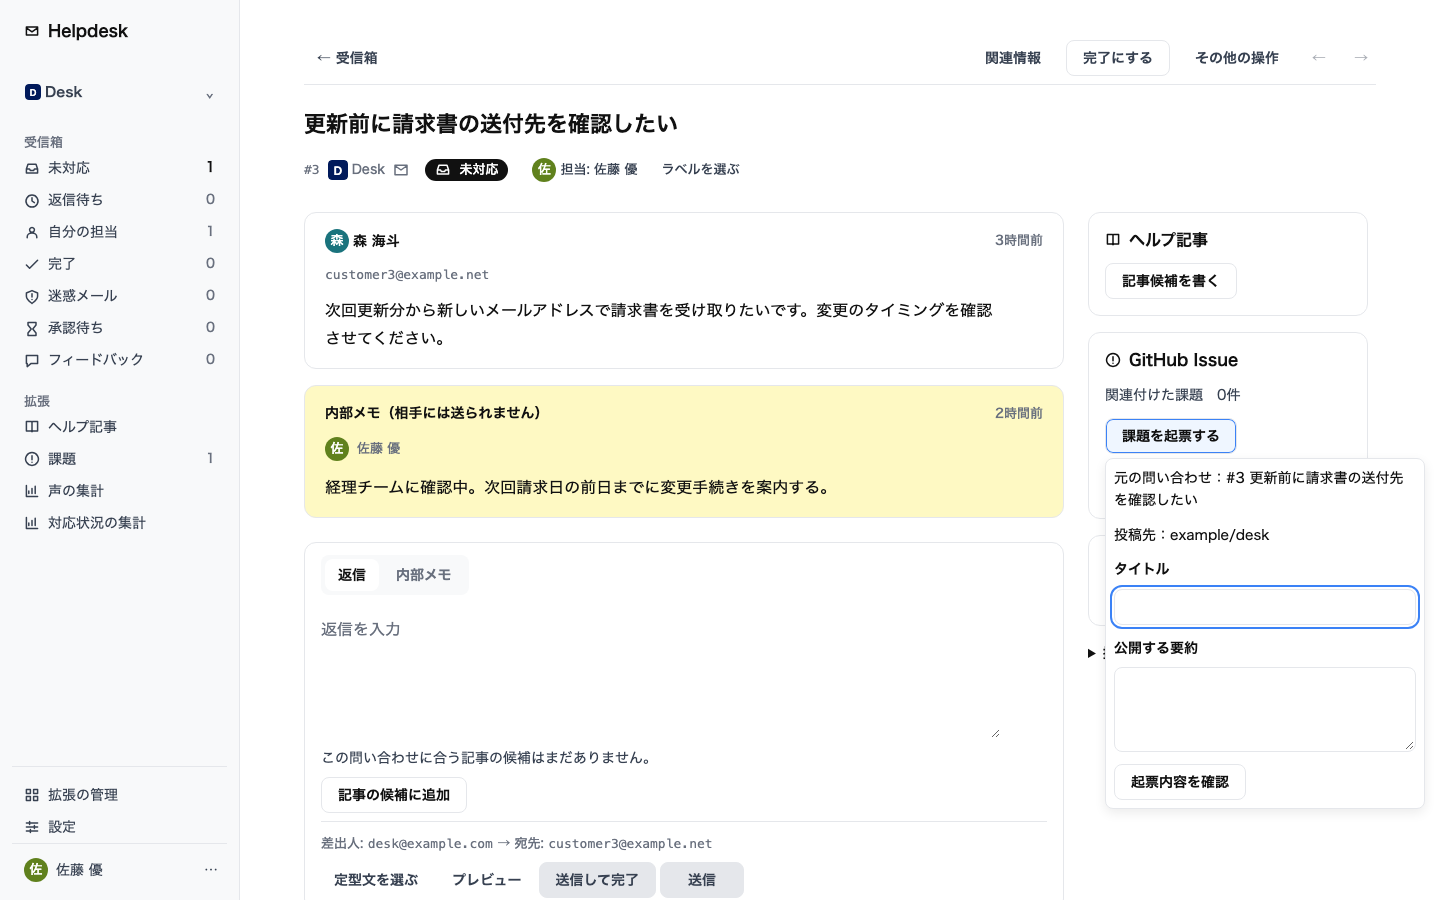 Helpdesk
D Desk
受信箱
未対応 1
返信待ち 0
自分の担当 1
完了 0
迷惑メール 0
承認待ち 0
フィードバック 0
拡張
ヘルプ記事
課題 1
声の集計
対応状況の集計
拡張の管理
設定
佐 佐藤 優 ...
← 受信箱
関連情報 完了にする その他の操作 ← →
更新前に請求書の送付先を確認したい
#3 D Desk 未対応 佐 担当: 佐藤 優 ラベルを選ぶ
森 森 海斗 3時間前
customer3@example.net
次回更新分から新しいメールアドレスで請求書を受け取りたいです。変更のタイミングを確認
させてください。
内部メモ（相手には送られません） 2時間前
佐 佐藤 優
経理チームに確認中。次回請求日の前日までに変更手続きを案内する。
返信 内部メモ
返信を入力
この問い合わせに合う記事の候補はまだありません。
記事の候補に追加
差出人: desk@example.com → 宛先: customer3@example.net
定型文を選ぶ プレビュー 送信して完了 送信
ヘルプ記事
記事候補を書く
GitHub Issue
関連付けた課題 0件
課題を起票する
元の問い合わせ：#3 更新前に請求書の送付先
を確認したい
投稿先：example/desk
タイトル
公開する要約
起票内容を確認